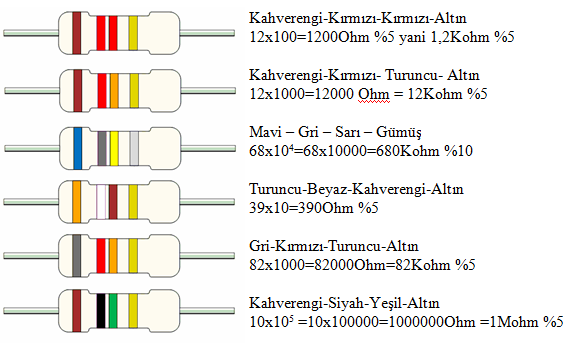 Kahverengi-Kırmızı-Kırmızı-Altın
12x100=1200Ohm %5 yani 1,2Kohm %5
Kahverengi-Kırmızı- Turuncu- Altın
12x1000=12000 Ohm = 12Kohm %5
Mavi – Gri – Sarı – Gümüş
68x10⁴=68x10000=680Kohm %10
Turuncu-Beyaz-Kahverengi-Altın
39x10=390Ohm %5
Gri-Kırmızı-Turuncu-Altın
82x1000=82000Ohm=82Kohm %5
Kahverengi-Siyah-Yeşil-Altın
10x10⁵ =10x100000=1000000Ohm =1Mohm %5